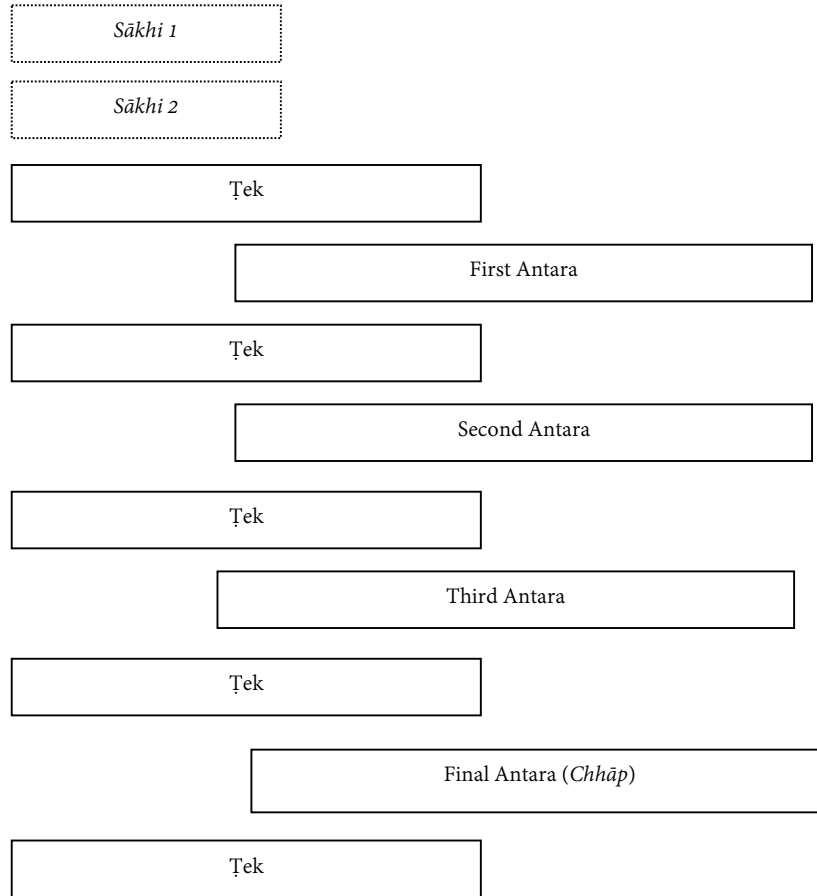 Sākhi 1
Sākhi 2
Ṭek
First Antara
Ṭek
Second Antara
Ṭek
Third Antara
Ṭek
Final Antara (Chhāp)
Ṭek